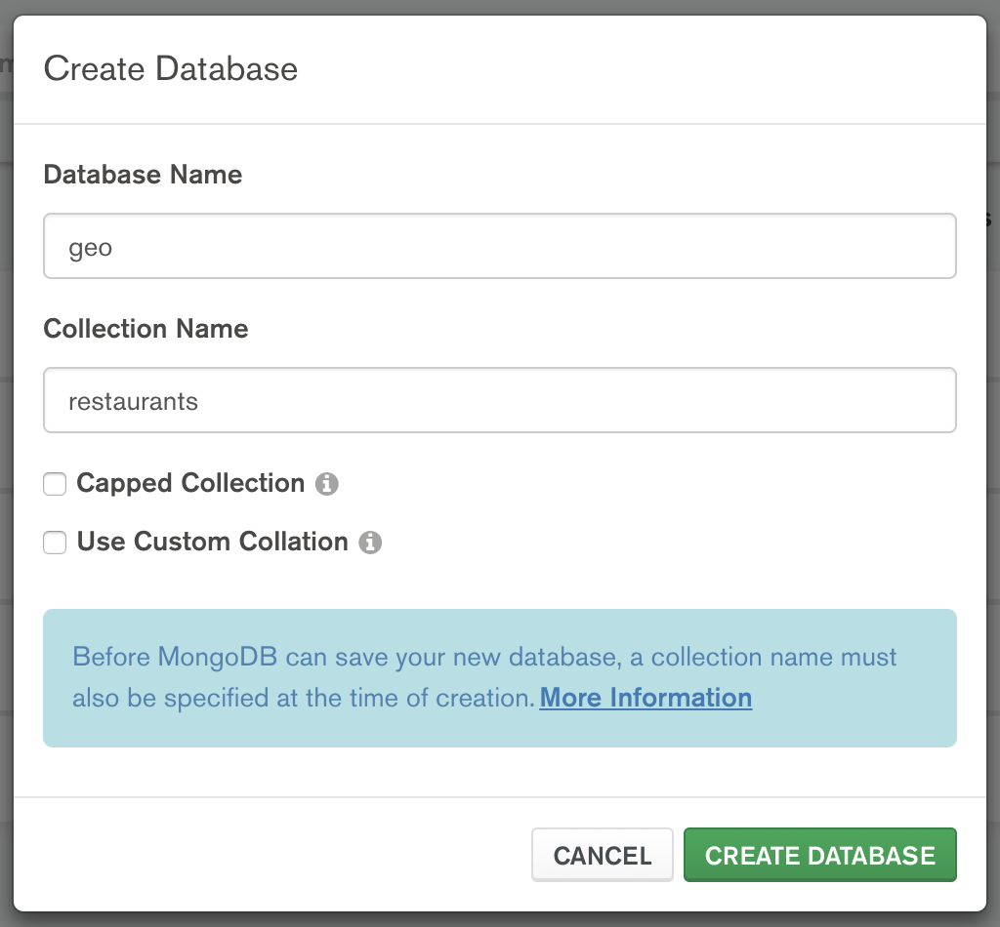 Create Database
Database Name
geo
Collection Name
restaurants
Capped Collection
Use Custom Collation
Before MongoDB can save your new database, a collection name must
also be specified at the time of creation. More Information
CANCEL CREATE DATABASE